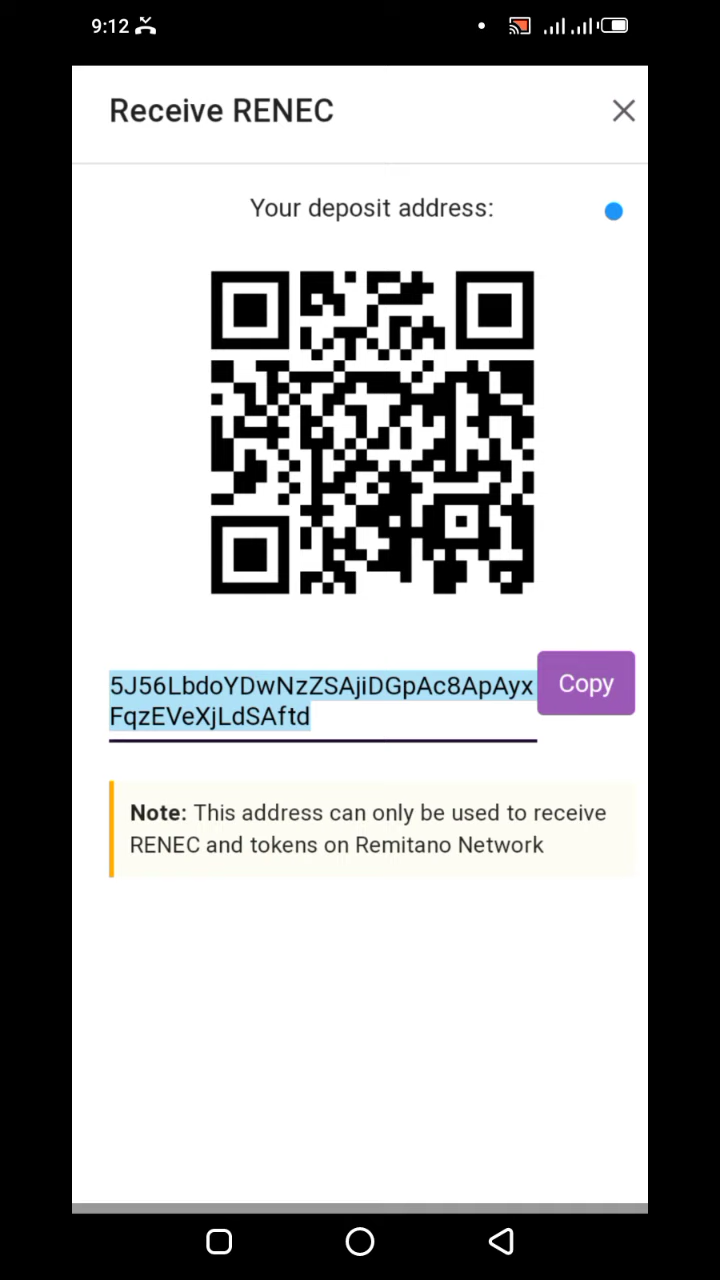 9:12
Receive RENEC
Your deposit address:
5J56LbdoYDwNzZSAjiDGpAc8ApAyx
FqzEVeXjLdSAftd
Copy
Note: This address can only be used to receive
RENEC and tokens on Remitano Network